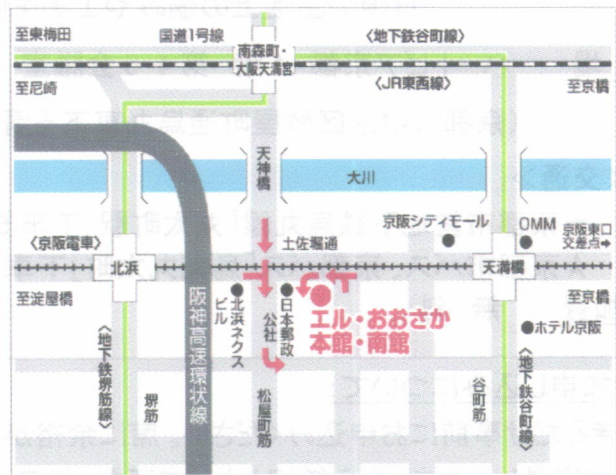 至東梅田
国道1号線
南森町・
大阪天満宮
〈地下鉄谷町線〉
至尼崎
〈JR東西線〉
至京橋
天神橋
大川
京阪シティモール
OMM
京阪東口
交差点→
〈京阪電車〉
北浜
土佐堀通
天満橋
至淀屋橋
阪神高速環状線
北浜ネクス
ビル
日本郵政
公社
エル・おおさか
本館・南館
至京橋
ホテル京阪
〈地下鉄堺筋線〉
堺筋
松屋町筋
谷町筋
〈地下鉄谷町線〉